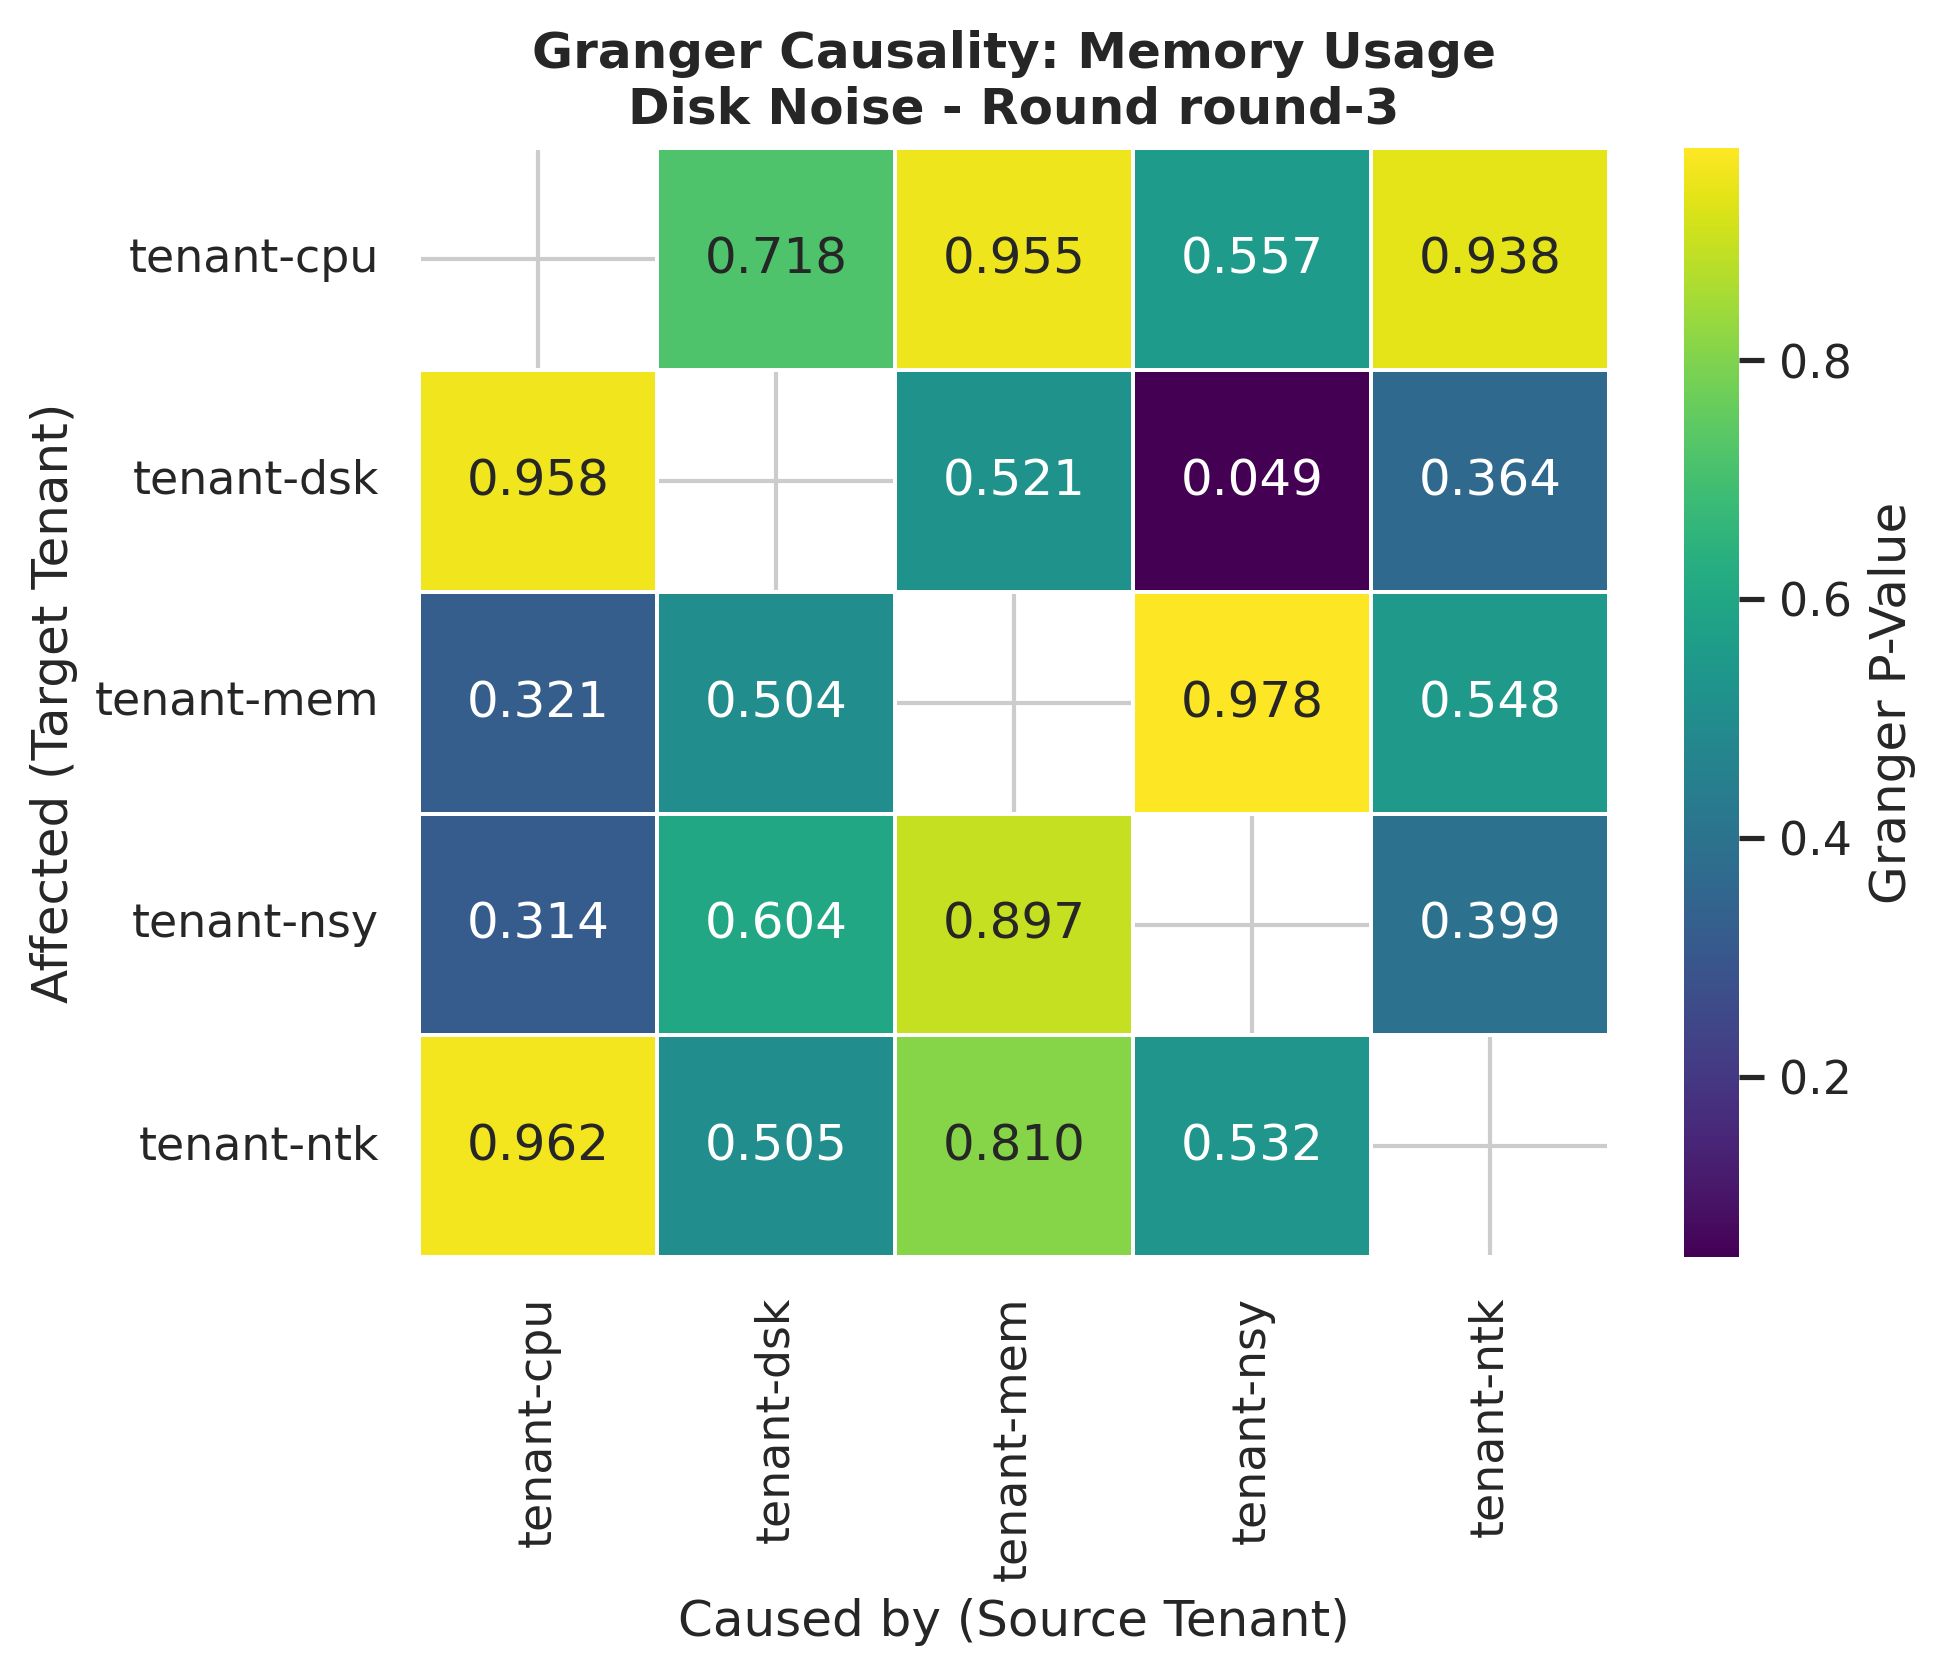 Granger Causality: Memory Usage
Disk Noise - Round round-3
Affected (Target Tenant)
tenant-cpu 0.718 0.955 0.557 0.938
tenant-dsk 0.958 0.521 0.049 0.364
tenant-mem 0.321 0.504 0.978 0.548
tenant-nsy 0.314 0.604 0.897 0.399
tenant-ntk 0.962 0.505 0.810 0.532
tenant-cpu tenant-dsk tenant-mem tenant-nsy tenant-ntk
Caused by (Source Tenant)
0.8
0.6
0.4
0.2
Granger P-Value